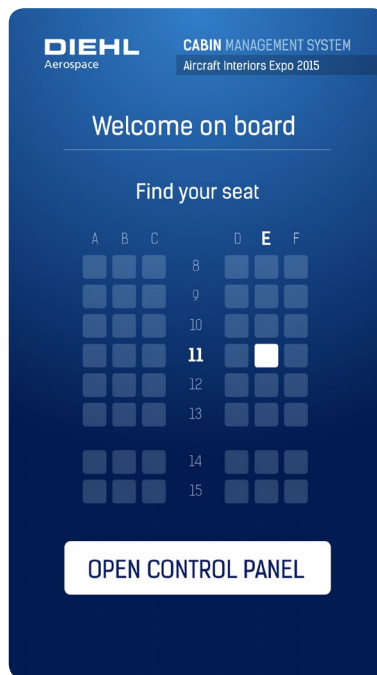 DIEHL
Aerospace
CABIN MANAGEMENT SYSTEM
Aircraft Interiors Expo 2015
Welcome on board
Find your seat
A B C D E F
8
9
10
11
12
13
14
15
OPEN CONTROL PANEL